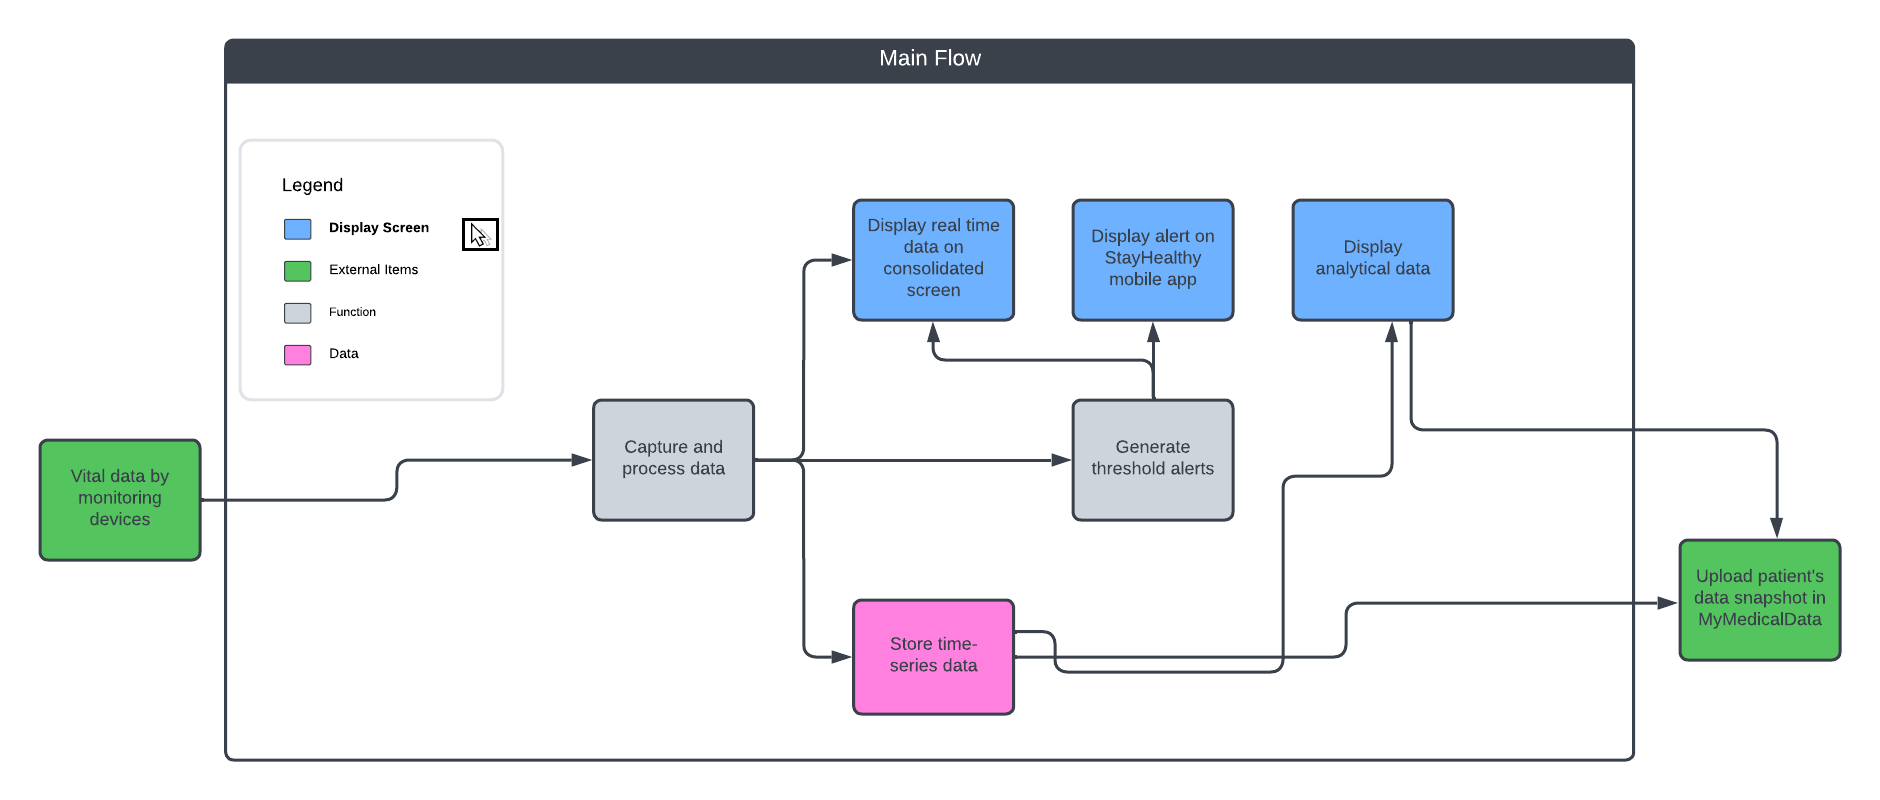 Main Flow
Legend
Display Screen
External Items
Function
Data
Display real time
data on
consolidated
screen
Display alert on
StayHealthy
mobile app
Display
analytical data
Capture and
process data
Generate
threshold alerts
Vital data by
monitoring
devices
Store time-
series data
Upload patient's
data snapshot in
MyMedicalData